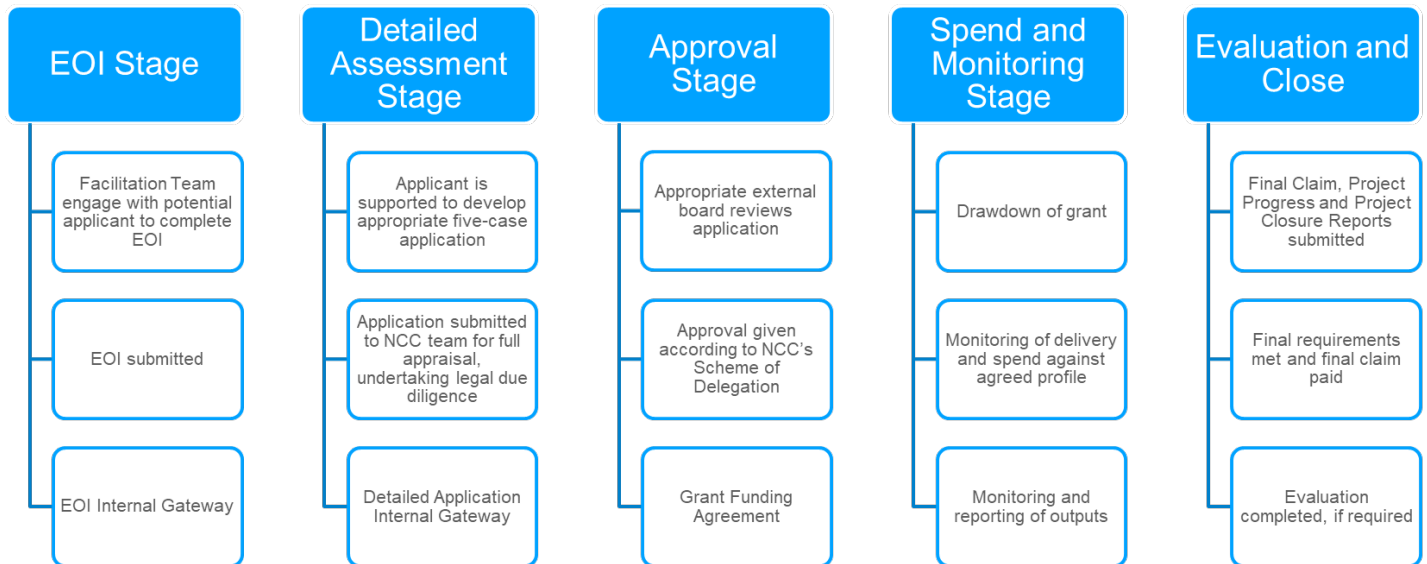 EOI Stage
Facilitation Team
engage with potential
applicant to complete
EOI
EOI submitted
EOI Internal Gateway
Detailed
Assessment
Stage
Applicant is
supported to develop
appropriate five-case
application
Application submitted
to NCC team for full
appraisal,
undertaking legal due
diligence
Detailed Application
Internal Gateway
Approval
Stage
Appropriate external
board reviews
application
Approval given
according to NCC's
Scheme of
Delegation
Grant Funding
Agreement
Spend and
Monitoring
Stage
Drawdown of grant
Monitoring of delivery
and spend against
agreed profile
Monitoring and
reporting of outputs
Evaluation and
Close
Final Claim, Project
Progress and Project
Closure Reports
submitted
Final requirements
met and final claim
paid
Evaluation
completed, if required